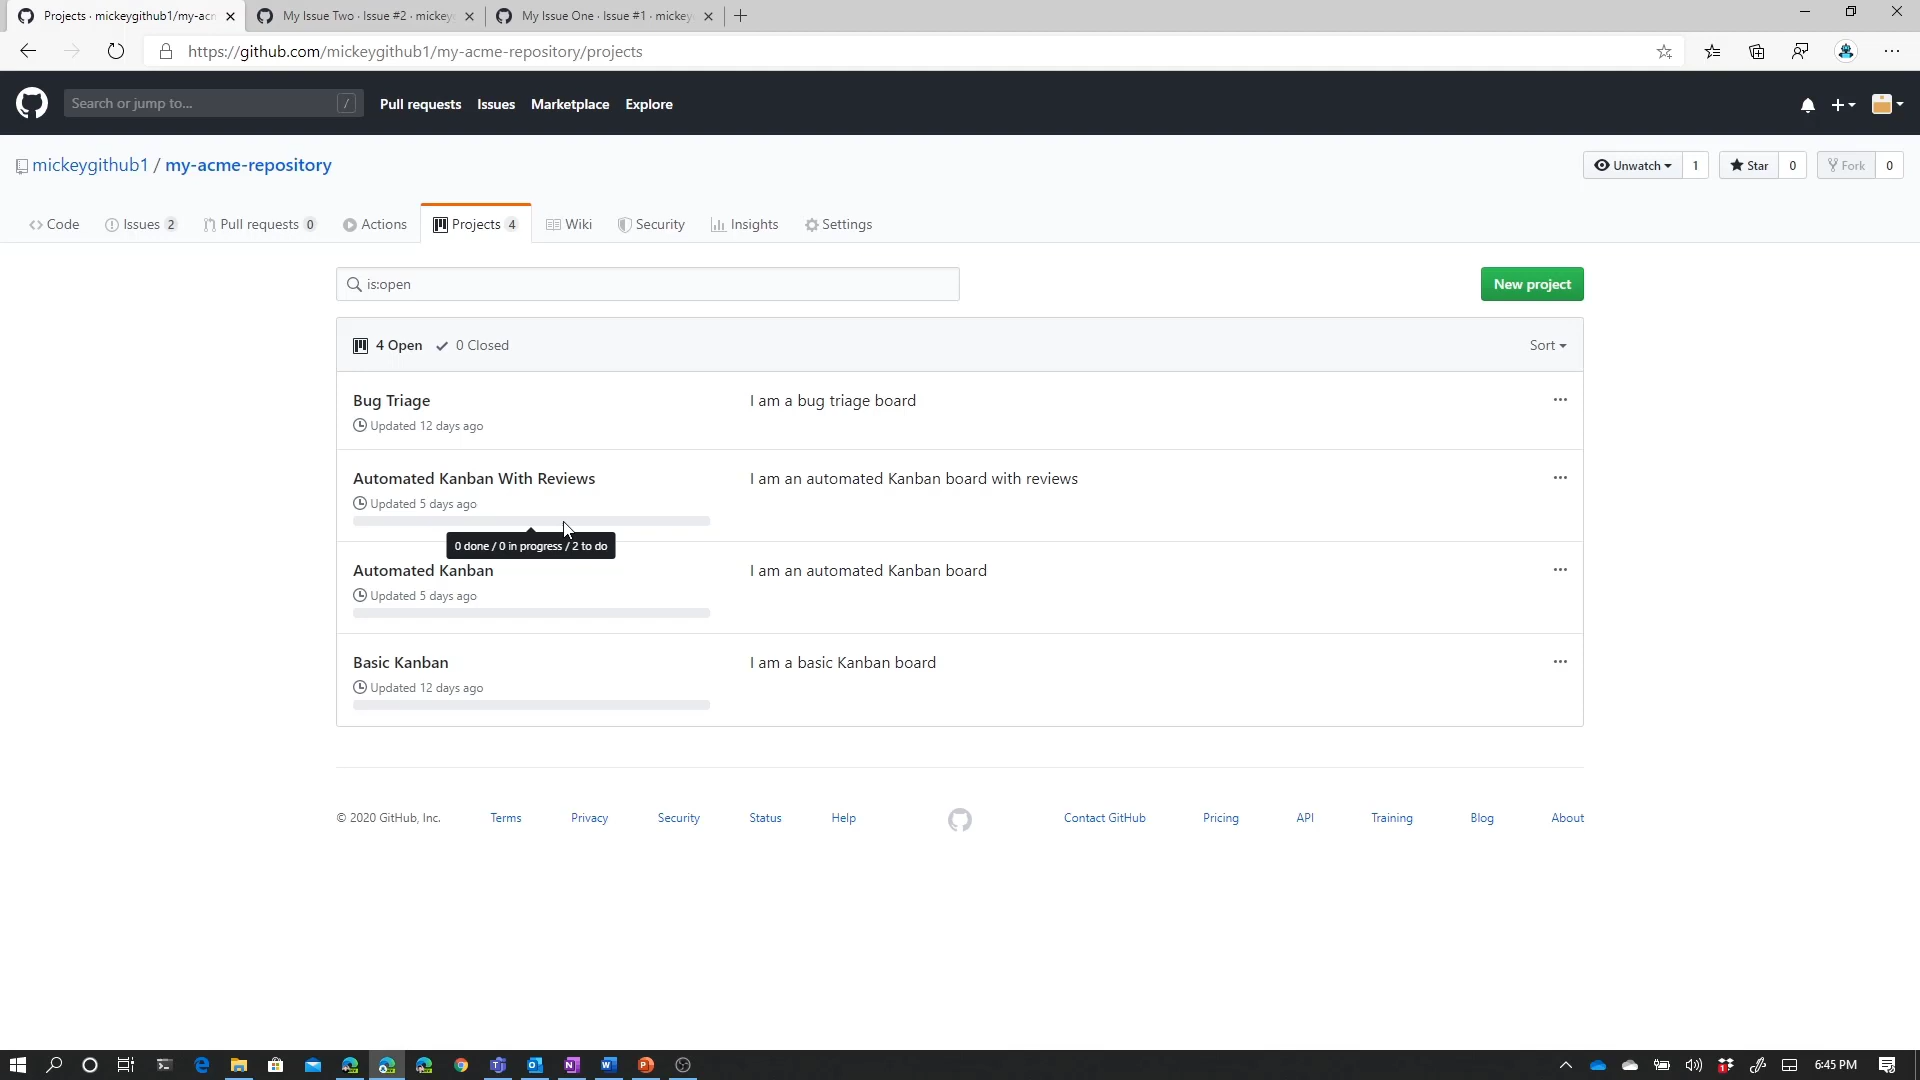 Projects · mickeygithub1/my-acm
My Issue Two · Issue #2 · mickey
My Issue One · Issue #1 · mickey
https://github.com/mickeygithub1/my-acme-repository/projects
Search or jump to... /
Pull requests Issues Marketplace Explore
mickeygithub1 / my-acme-repository
Unwatch 1 Star 0 Fork 0
Code Issues 2 Pull requests 0 Actions Projects 4 Wiki Security Insights Settings
is:open
New project
4 Open 0 Closed Sort
Bug Triage I am a bug triage board
Updated 12 days ago
Automated Kanban With Reviews I am an automated Kanban board with reviews
Updated 5 days ago
0 done / 0 in progress / 2 to do
Automated Kanban I am an automated Kanban board
Updated 5 days ago
Basic Kanban I am a basic Kanban board
Updated 12 days ago
© 2020 GitHub, Inc. Terms Privacy Security Status Help Contact GitHub Pricing API Training Blog About
6:45 PM